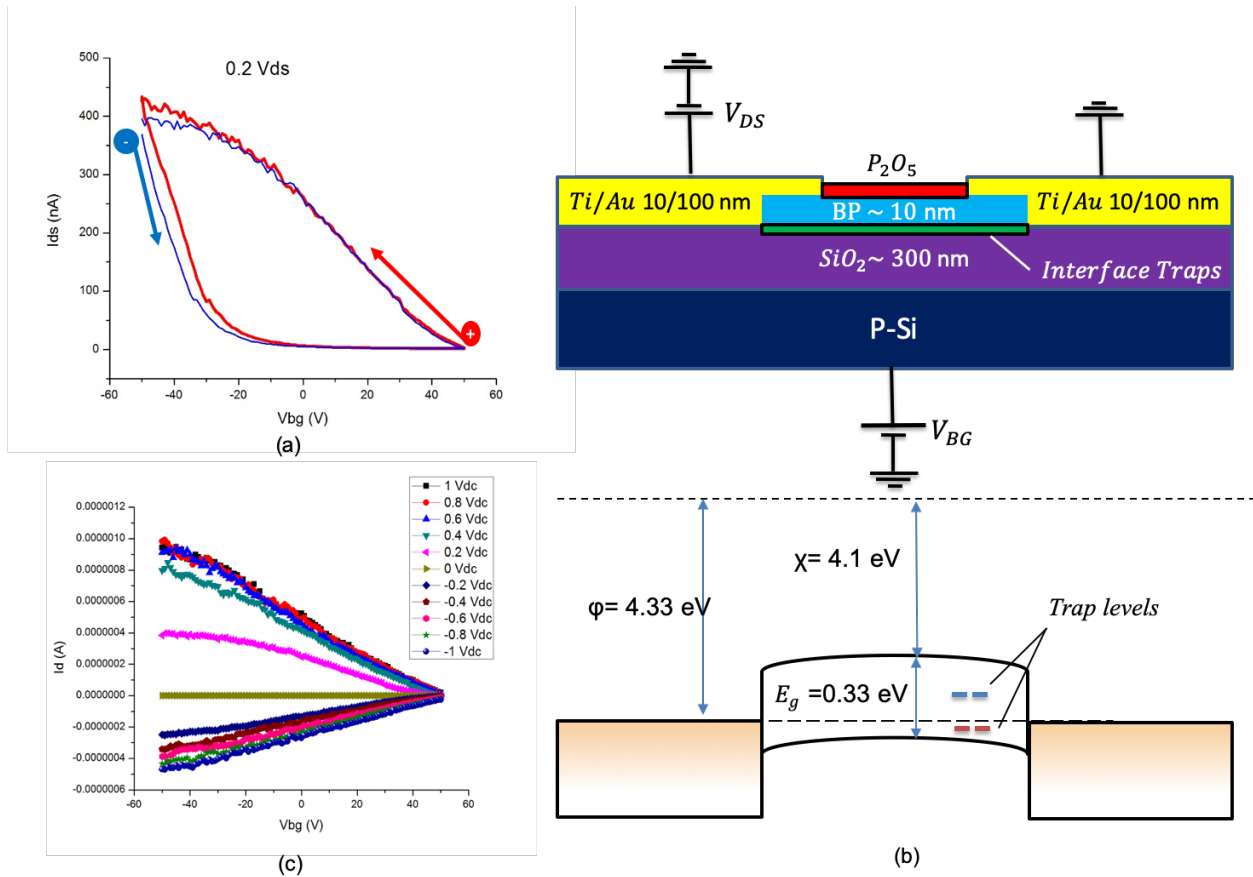 0.2 Vds
500
400
300
200
100
0
Ids (nA)
-
+
-60 -40 -20 0 20 40 60
Vbg (V)
(a)
V_DS
P₂O₅
Ti/Au 10/100 nm
BP ~ 10 nm
Ti/Au 10/100 nm
SiO₂~ 300 nm
Interface Traps
P-Si
V_BG
χ= 4.1 eV
φ= 4.33 eV
Trap levels
E_g =0.33 eV
(b)
1 Vdc
0.8 Vdc
0.6 Vdc
0.4 Vdc
0.2 Vdc
0 Vdc
-0.2 Vdc
-0.4 Vdc
-0.6 Vdc
-0.8 Vdc
-1 Vdc
0.0000012
0.0000010
0.0000008
0.0000006
0.0000004
0.0000002
0.0000000
-0.0000002
-0.0000004
-0.0000006
Id (A)
-60 -40 -20 0 20 40 60
Vbg (V)
(c)